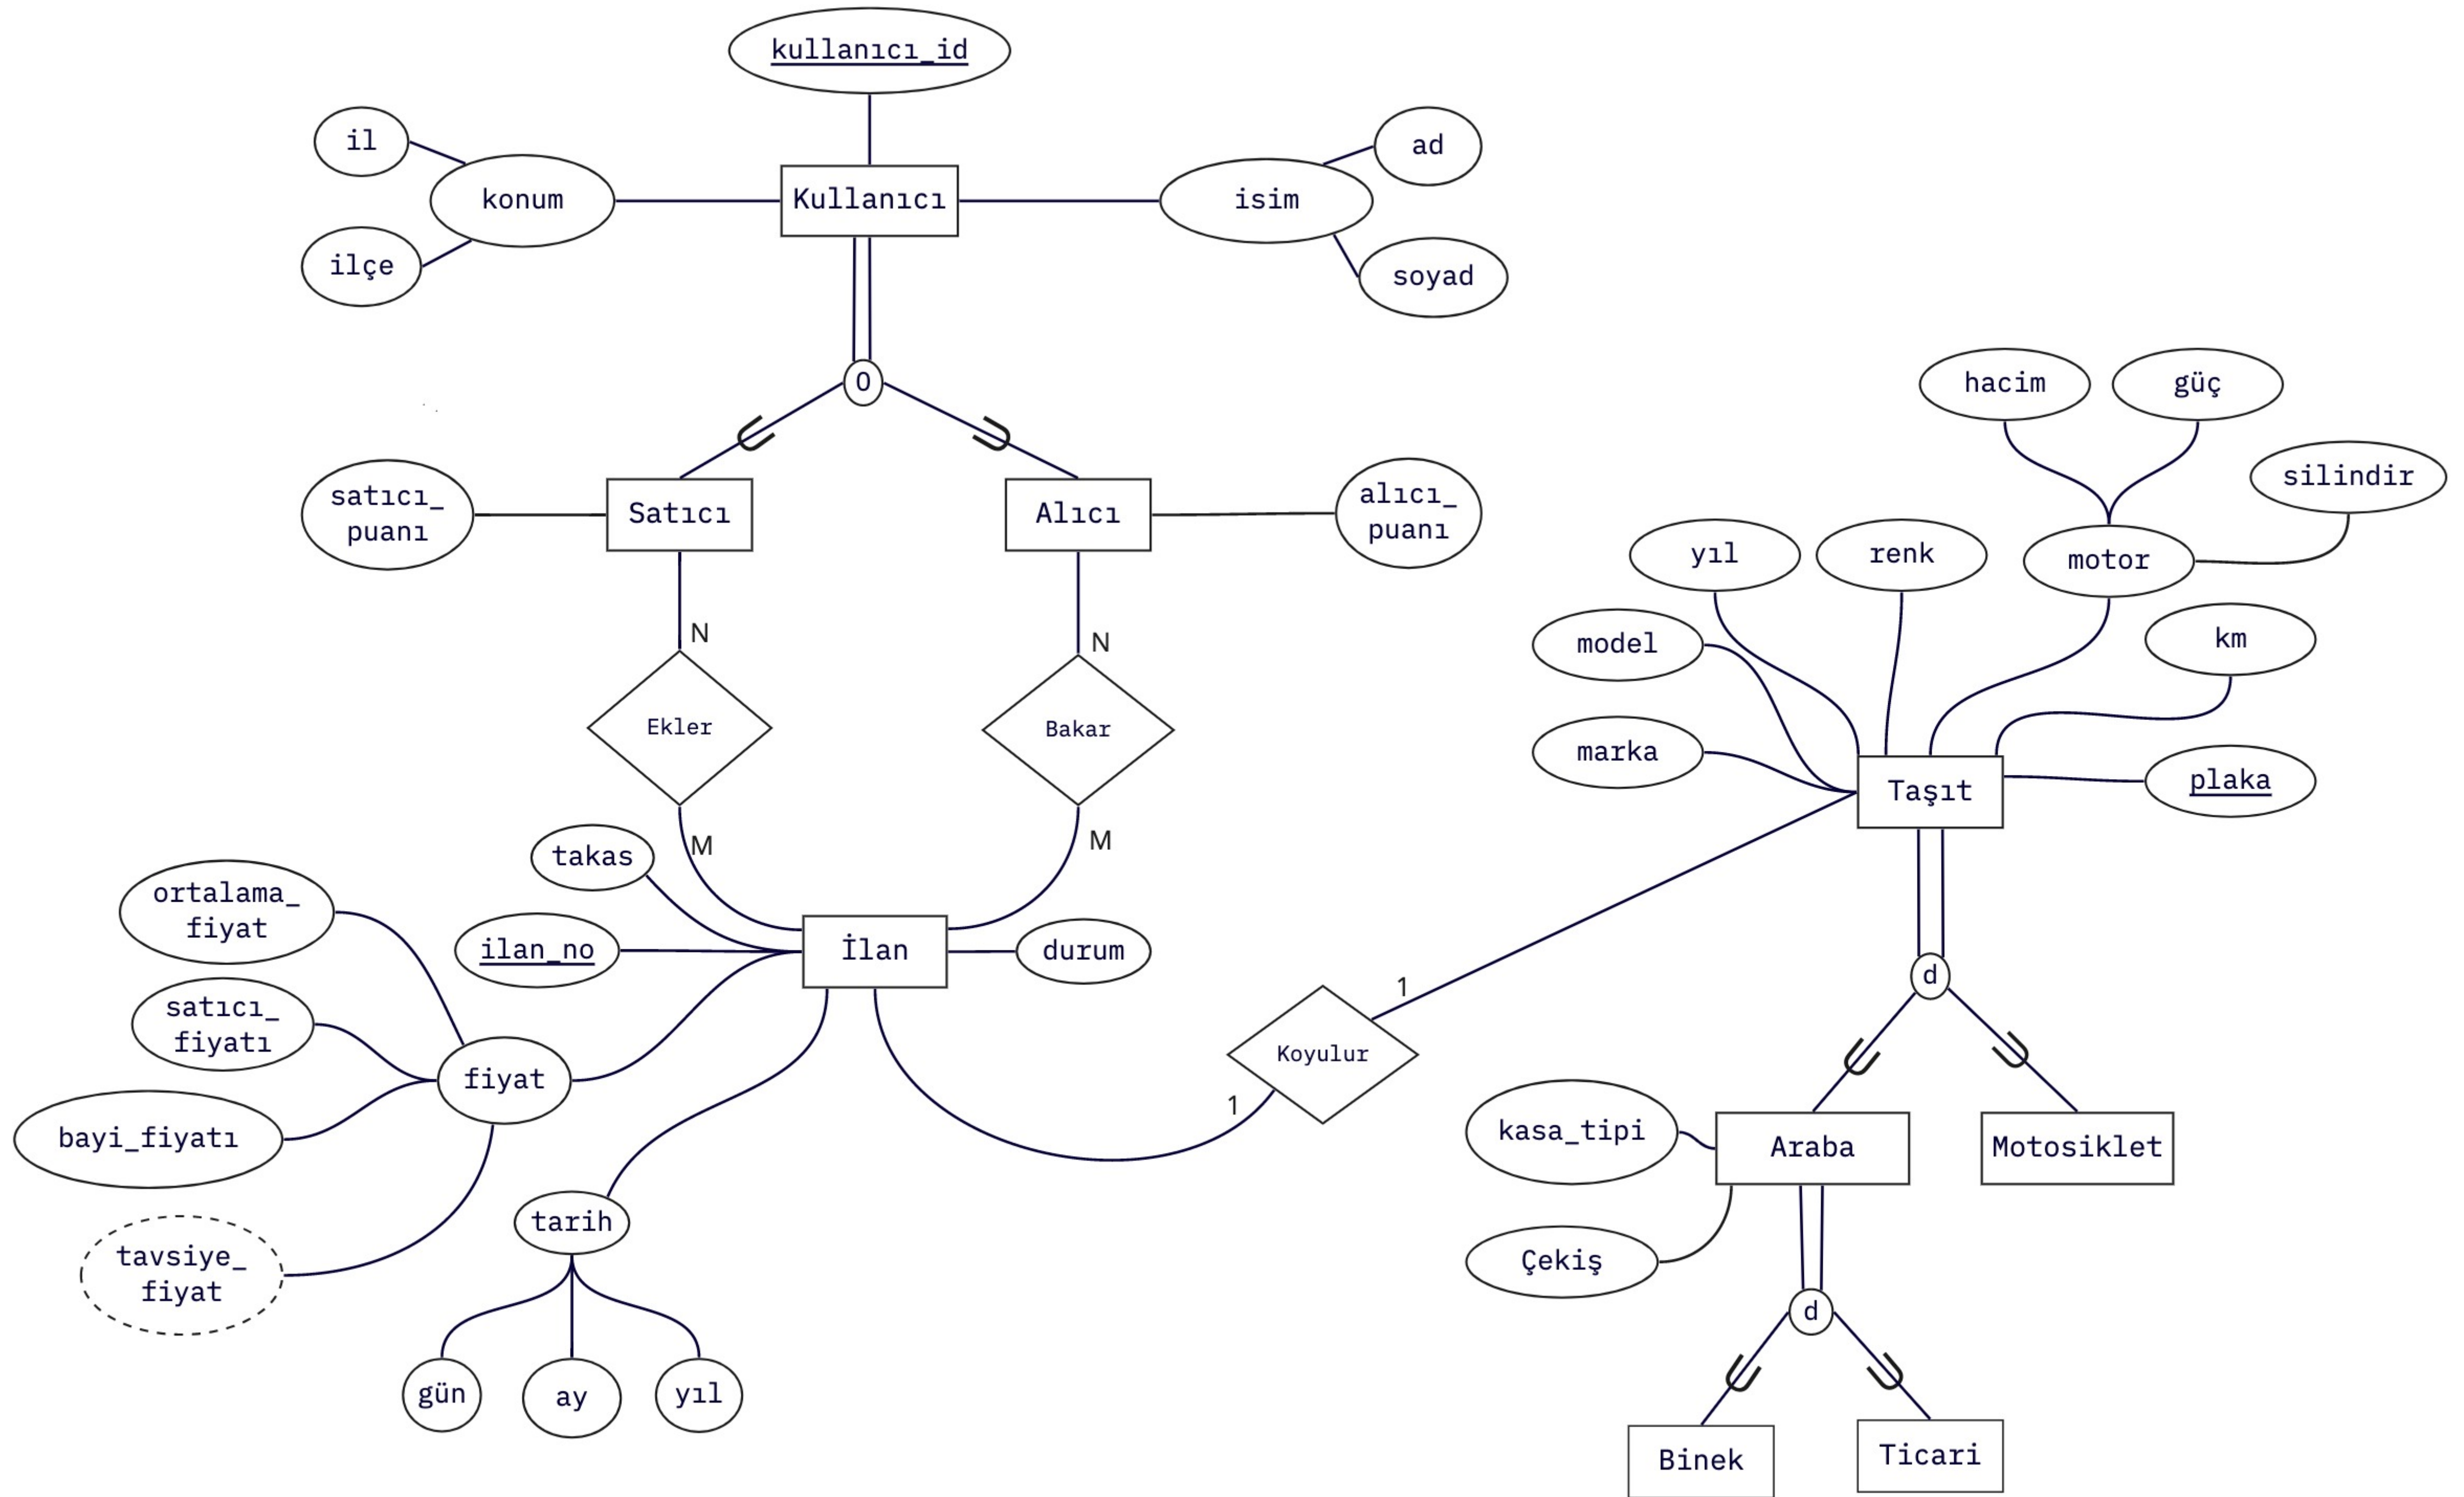 kullanıcı_id
il
ad
konum
Kullanıcı
isim
ilçe
soyad
O
hacim
güç
satıcı_
puanı
Satıcı
Alıcı
alıcı_
puanı
silindir
yıl
renk
motor
model
km
N
N
Ekler
Bakar
marka
Taşıt
plaka
M
M
takas
ortalama_
fiyat
ilan_no
İlan
durum
satıcı_
fiyatı
1
d
Koyulur
fiyat
1
bayi_fiyatı
kasa_tipi
Araba
Motosiklet
tarih
tavsiye_
fiyat
Çekiş
d
gün
ay
yıl
Binek
Ticari